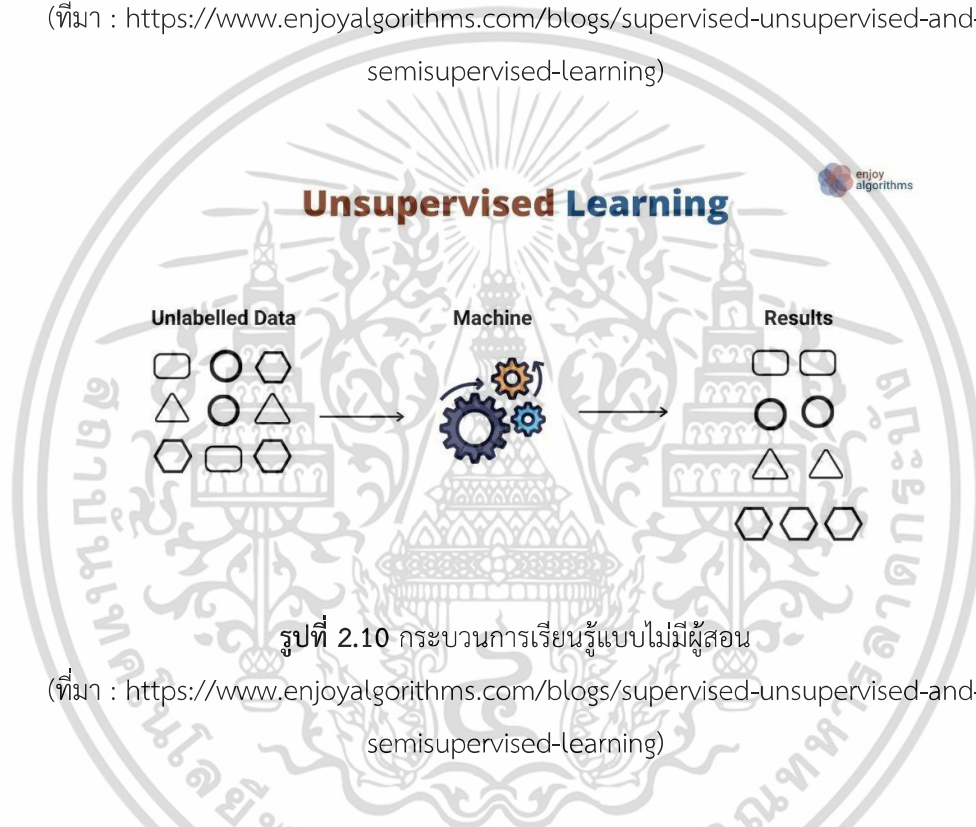 (ที่มา : https://www.enjoyalgorithms.com/blogs/supervised-unsupervised-and-
semisupervised-learning)
enjoy
algorithms
Unsupervised Learning
Unlabelled Data Machine Results
รูปที่ 2.10 กระบวนการเรียนรู้แบบไม่มีผู้สอน
(ที่มา : https://www.enjoyalgorithms.com/blogs/supervised-unsupervised-and-
semisupervised-learning)